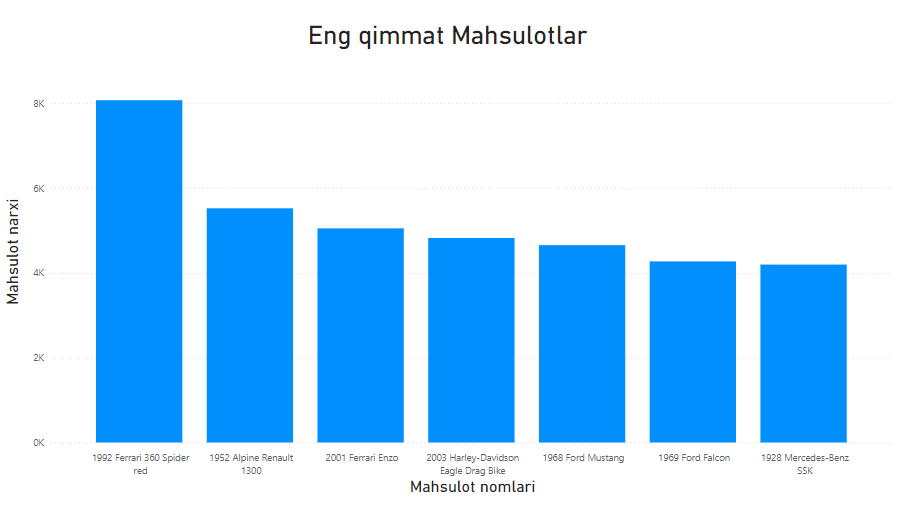 Eng qimmat Mahsulotlar
Mahsulot narxi
8K
6K
4K
2K
0K
1992 Ferrari 360 Spider
red
1952 Alpine Renault
1300
2001 Ferrari Enzo
2003 Harley-Davidson
Eagle Drag Bike
1968 Ford Mustang
1969 Ford Falcon
1928 Mercedes-Benz
SSK
Mahsulot nomlari